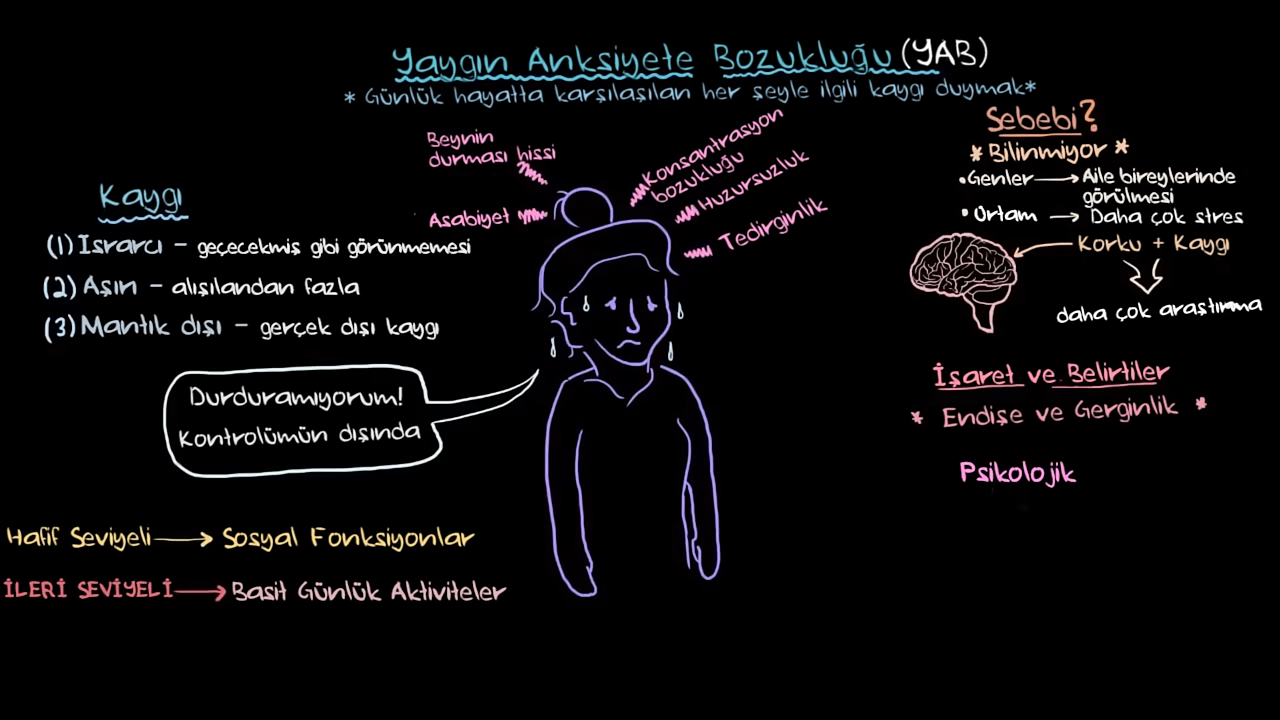 Yaygın Anksiyete Bozukluğu (YAB)
* Günlük hayatta karşılaşılan her şeyle ilgili kaygı duymak*
Kaygı
(1) Israrcı – geçecekmiş gibi görünmemesi
(2) Aşırı – alışılandan fazla
(3) Mantık dışı – gerçek dışı kaygı
Durduramıyorum!
Kontrolümün dışında
Hafif Seviyeli → Sosyal Fonksiyonlar
İLERİ SEVİYELİ → Basit Günlük Aktiviteler
Beynin
durması hissi
Asabiyet
Konsantrasyon
bozukluğu
Huzursuzluk
Tedirginlik
Sebebi?
* Bilinmiyor *
• Genler → Aile bireylerinde
görülmesi
• Ortam → Daha çok stres
Korku + Kaygı
daha çok araştırma
İşaret ve Belirtiler
* Endişe ve Gerginlik *
Psikolojik